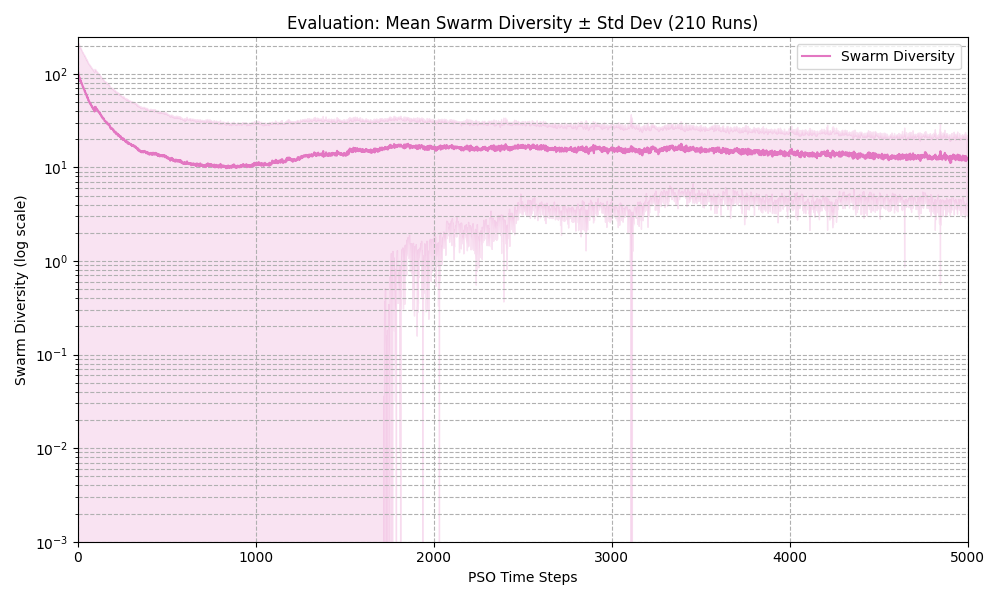 Evaluation: Mean Swarm Diversity ± Std Dev (210 Runs)
Swarm Diversity
Swarm Diversity (log scale)
10²
10¹
10⁰
10⁻¹
10⁻²
10⁻³
0 1000 2000 3000 4000 5000
PSO Time Steps